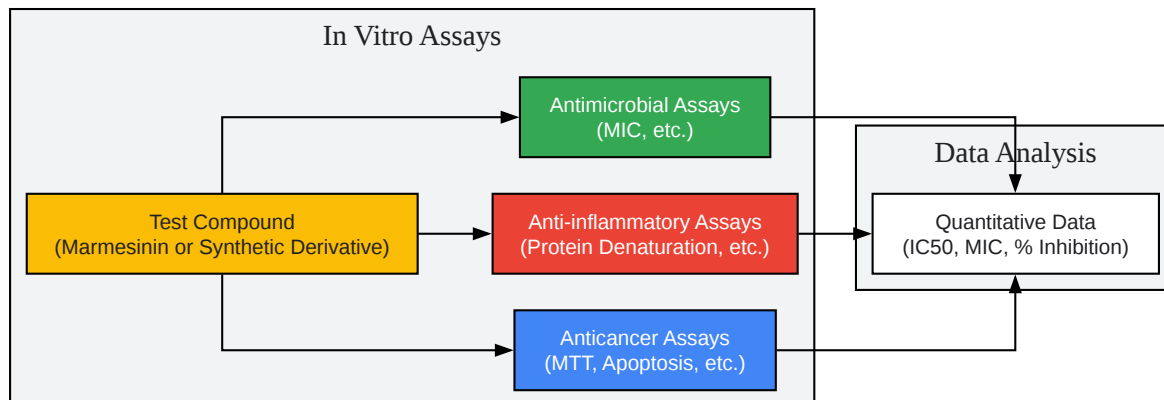 In Vitro Assays
Antimicrobial Assays
(MIC, etc.)
Data Analysis
Test Compound
(Marmesinin or Synthetic Derivative)
Anti-inflammatory Assays
(Protein Denaturation, etc.)
Quantitative Data
(IC50, MIC, % Inhibition)
Anticancer Assays
(MTT, Apoptosis, etc.)